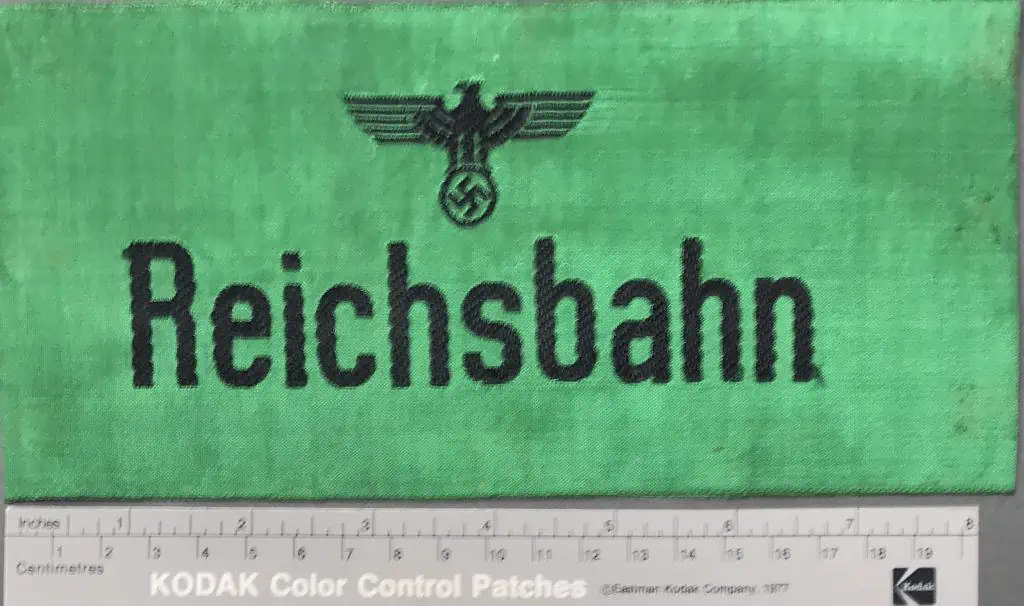 Reichsbahn
Inches 1 2 3 4 5 6 7 8
1 2 3 4 5 6 7 8 9 10 11 12 13 14 15 16 17 18 19
Centimetres
KODAK Color Control Patches ©Eastman Kodak Company, 1977 Kodak